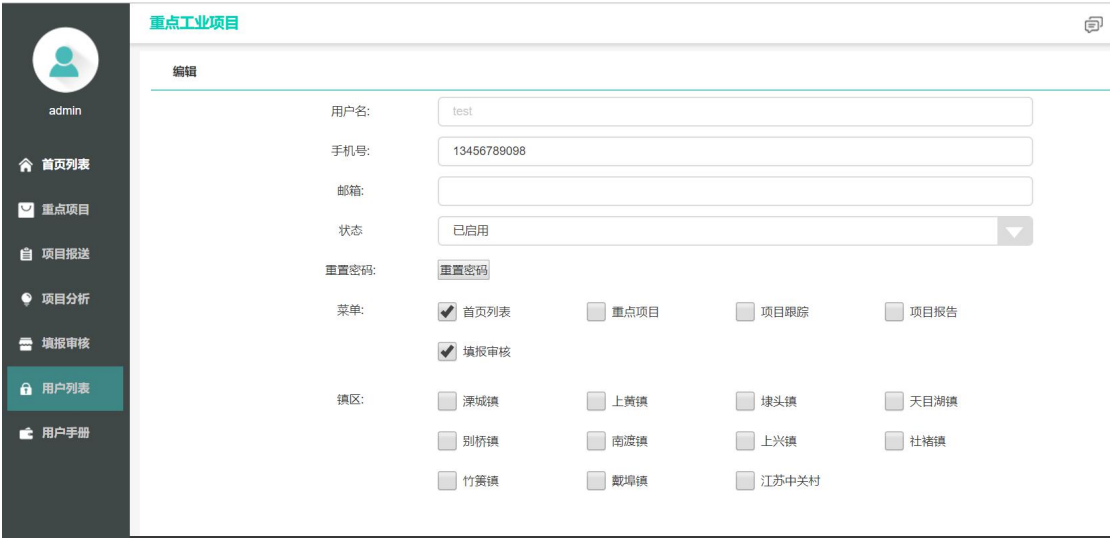 重点工业项目
编辑
admin
首页列表
重点项目
项目报送
项目分析
填报审核
用户列表
用户手册
用户名: test
手机号: 13456789098
邮箱:
状态 已启用
重置密码: 重置密码
菜单: 首页列表 重点项目 项目跟踪 项目报告
填报审核
镇区: 溧城镇 上黄镇 埭头镇 天目湖镇
别桥镇 南渡镇 上兴镇 社褚镇
竹箦镇 戴埠镇 江苏中关村